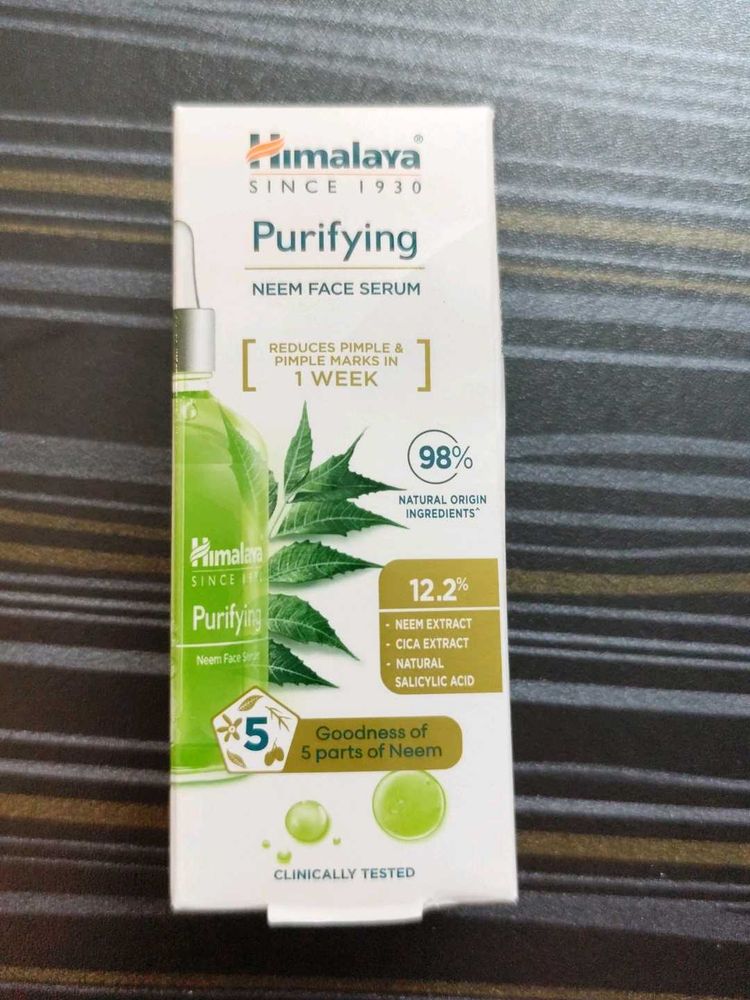 Himalaya®
SINCE 1930
Purifying
NEEM FACE SERUM
REDUCES PIMPLE &
PIMPLE MARKS IN
1 WEEK
98%
NATURAL ORIGIN
INGREDIENTS^
Himalaya
SINCE
12.2%
- NEEM EXTRACT
- CICA EXTRACT
- NATURAL
SALICYLIC ACID
Purifying
Neem Face Serum
5
Goodness of
5 parts of Neem
CLINICALLY TESTED